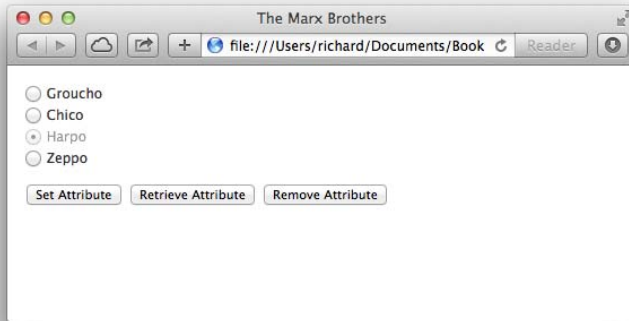 The Marx Brothers
file:///Users/richard/Documents/Book
Reader
Groucho
Chico
Harpo
Zeppo
Set Attribute Retrieve Attribute Remove Attribute